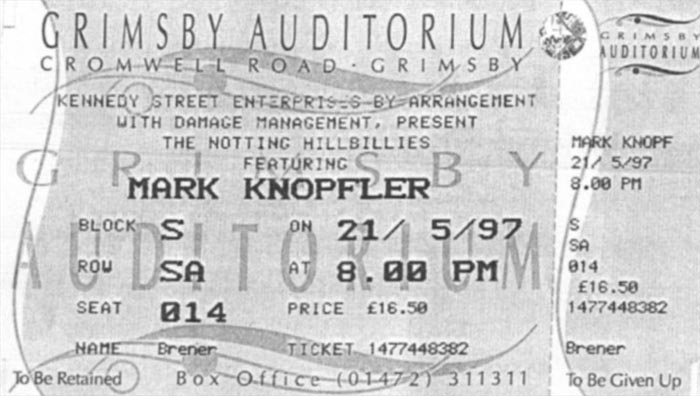 GRIMSBY AUDITORIUM
CROMWELL ROAD · GRIMSBY
KENNEDY STREET ENTERPRISES BY ARRANGEMENT
WITH DAMAGE MANAGEMENT, PRESENT
THE NOTTING HILLBILLIES
FEATURING
MARK KNOPFLER
BLOCK S ON 21/ 5/97
ROW SA AT 8.00 PM
SEAT 014 PRICE £16.50
NAME Brener TICKET 1477448382
To Be Retained Box Office (01472) 311311
GRIMSBY
AUDITORIUM
GRIMSBY
AUDITORIUM
MARK KNOPF
21/ 5/97
8.00 PM
S
SA
014
£16.50
1477448382
Brener
To Be Given Up